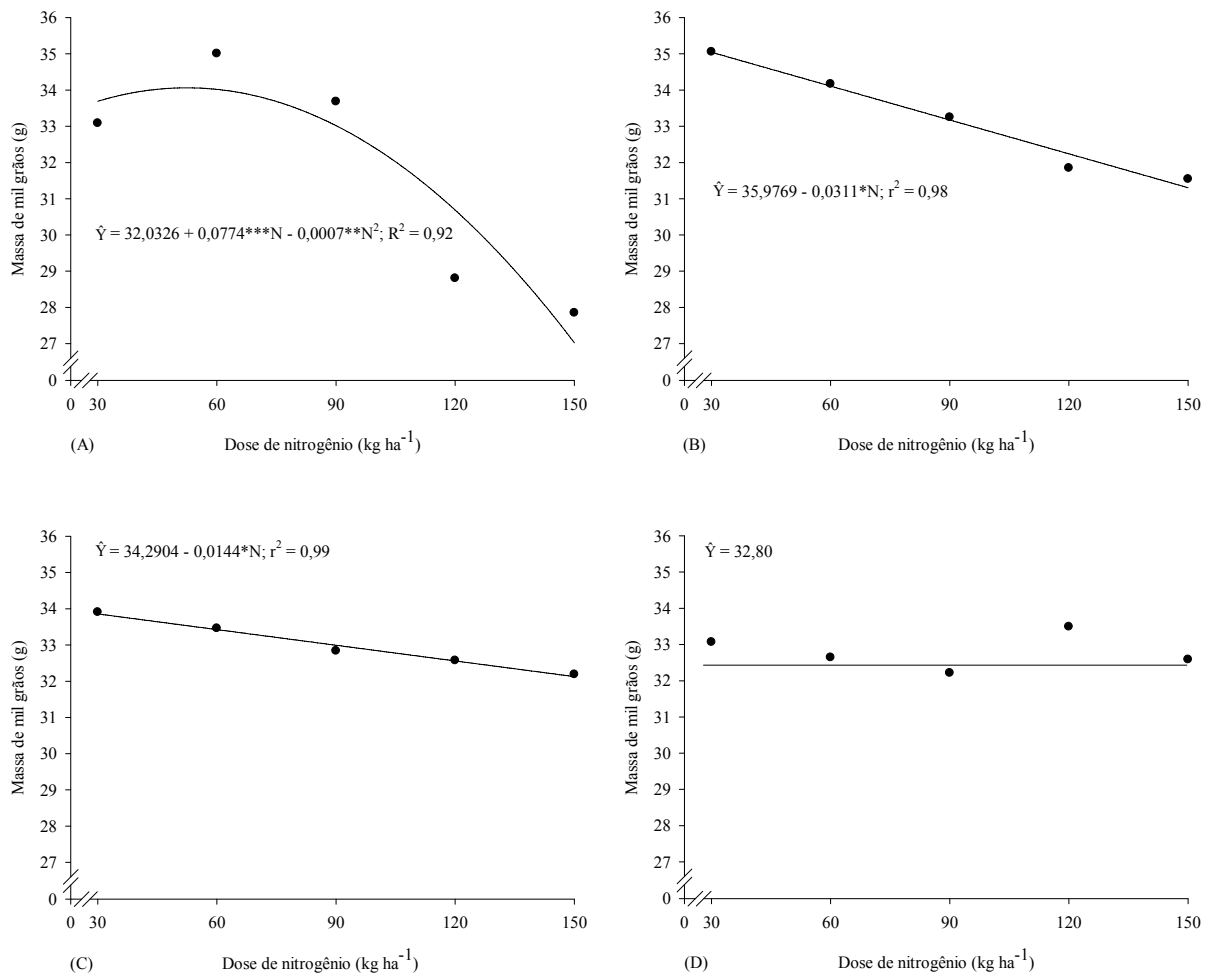 Massa de mil grãos (g)
36
35
34
33
32
31
30
29
28
27
0
Ŷ = 32,0326 + 0,0774***N - 0,0007**N²; R² = 0,92
0 30 60 90 120 150
(A) Dose de nitrogênio (kg ha⁻¹)
Massa de mil grãos (g)
36
35
34
33
32
31
30
29
28
27
0
Ŷ = 35,9769 - 0,0311*N; r² = 0,98
0 30 60 90 120 150
(B) Dose de nitrogênio (kg ha⁻¹)
Massa de mil grãos (g)
36
35
34
33
32
31
30
29
28
27
0
Ŷ = 34,2904 - 0,0144*N; r² = 0,99
0 30 60 90 120 150
(C) Dose de nitrogênio (kg ha⁻¹)
Massa de mil grãos (g)
36
35
34
33
32
31
30
29
28
27
0
Ŷ = 32,80
0 30 60 90 120 150
(D) Dose de nitrogênio (kg ha⁻¹)